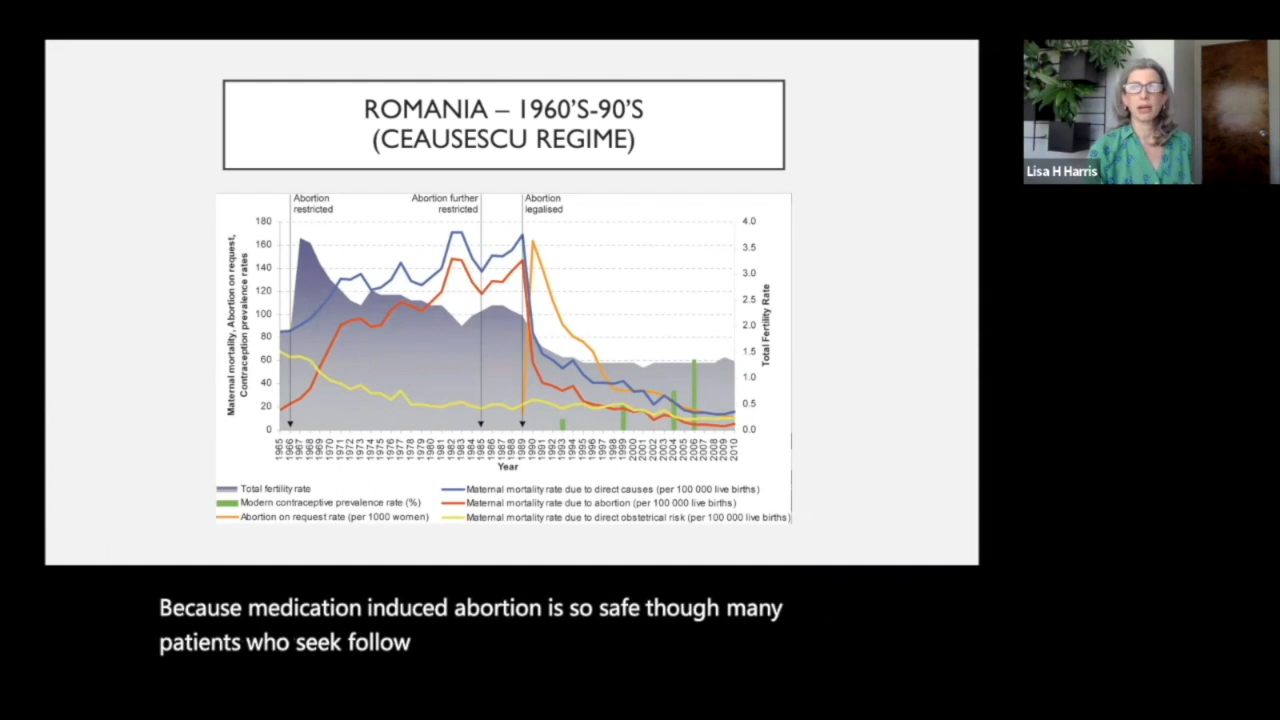 ROMANIA – 1960'S-90'S
(CEAUSESCU REGIME)
Lisa H Harris
Abortion restricted
Abortion further restricted
Abortion legalised
Maternal mortality, Abortion on request,
Contraception prevalence rates
180
160
140
120
100
80
60
40
20
0
4.0
3.5
3.0
2.5
2.0
1.5
1.0
0.5
0.0
Total Fertility Rate
1965 1966 1967 1968 1969 1970 1971 1972 1973 1974 1975 1976 1977 1978 1979 1980 1981 1982 1983 1984 1985 1986 1987 1988 1989 1990 1991 1992 1993 1994 1995 1996 1997 1998 1999 2000 2001 2002 2003 2004 2005 2006 2007 2008 2009 2010
Year
Total fertility rate
Modern contraceptive prevalence rate (%)
Abortion on request rate (per 1000 women)
Maternal mortality rate due to direct causes (per 100 000 live births)
Maternal mortality rate due to abortion (per 100 000 live births)
Maternal mortality rate due to direct obstetrical risk (per 100 000 live births)
Because medication induced abortion is so safe though many
patients who seek follow